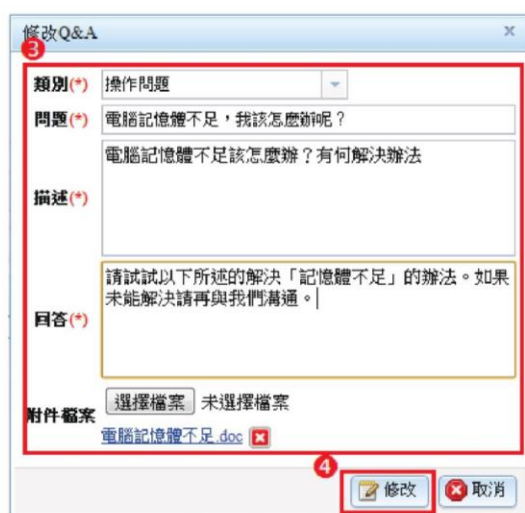 修改Q&A
x
3
類別(*) 操作問題
問題(*) 電腦記憶體不足，我該怎麼辦呢？
描述(*) 電腦記憶體不足該怎麼辦？有何解決辦法
回答(*) 請試試以下所述的解決「記憶體不足」的辦法。如果
未能解決請再與我們溝通。
附件檔案 選擇檔案 未選擇檔案
電腦記憶體不足.doc
4
修改 取消